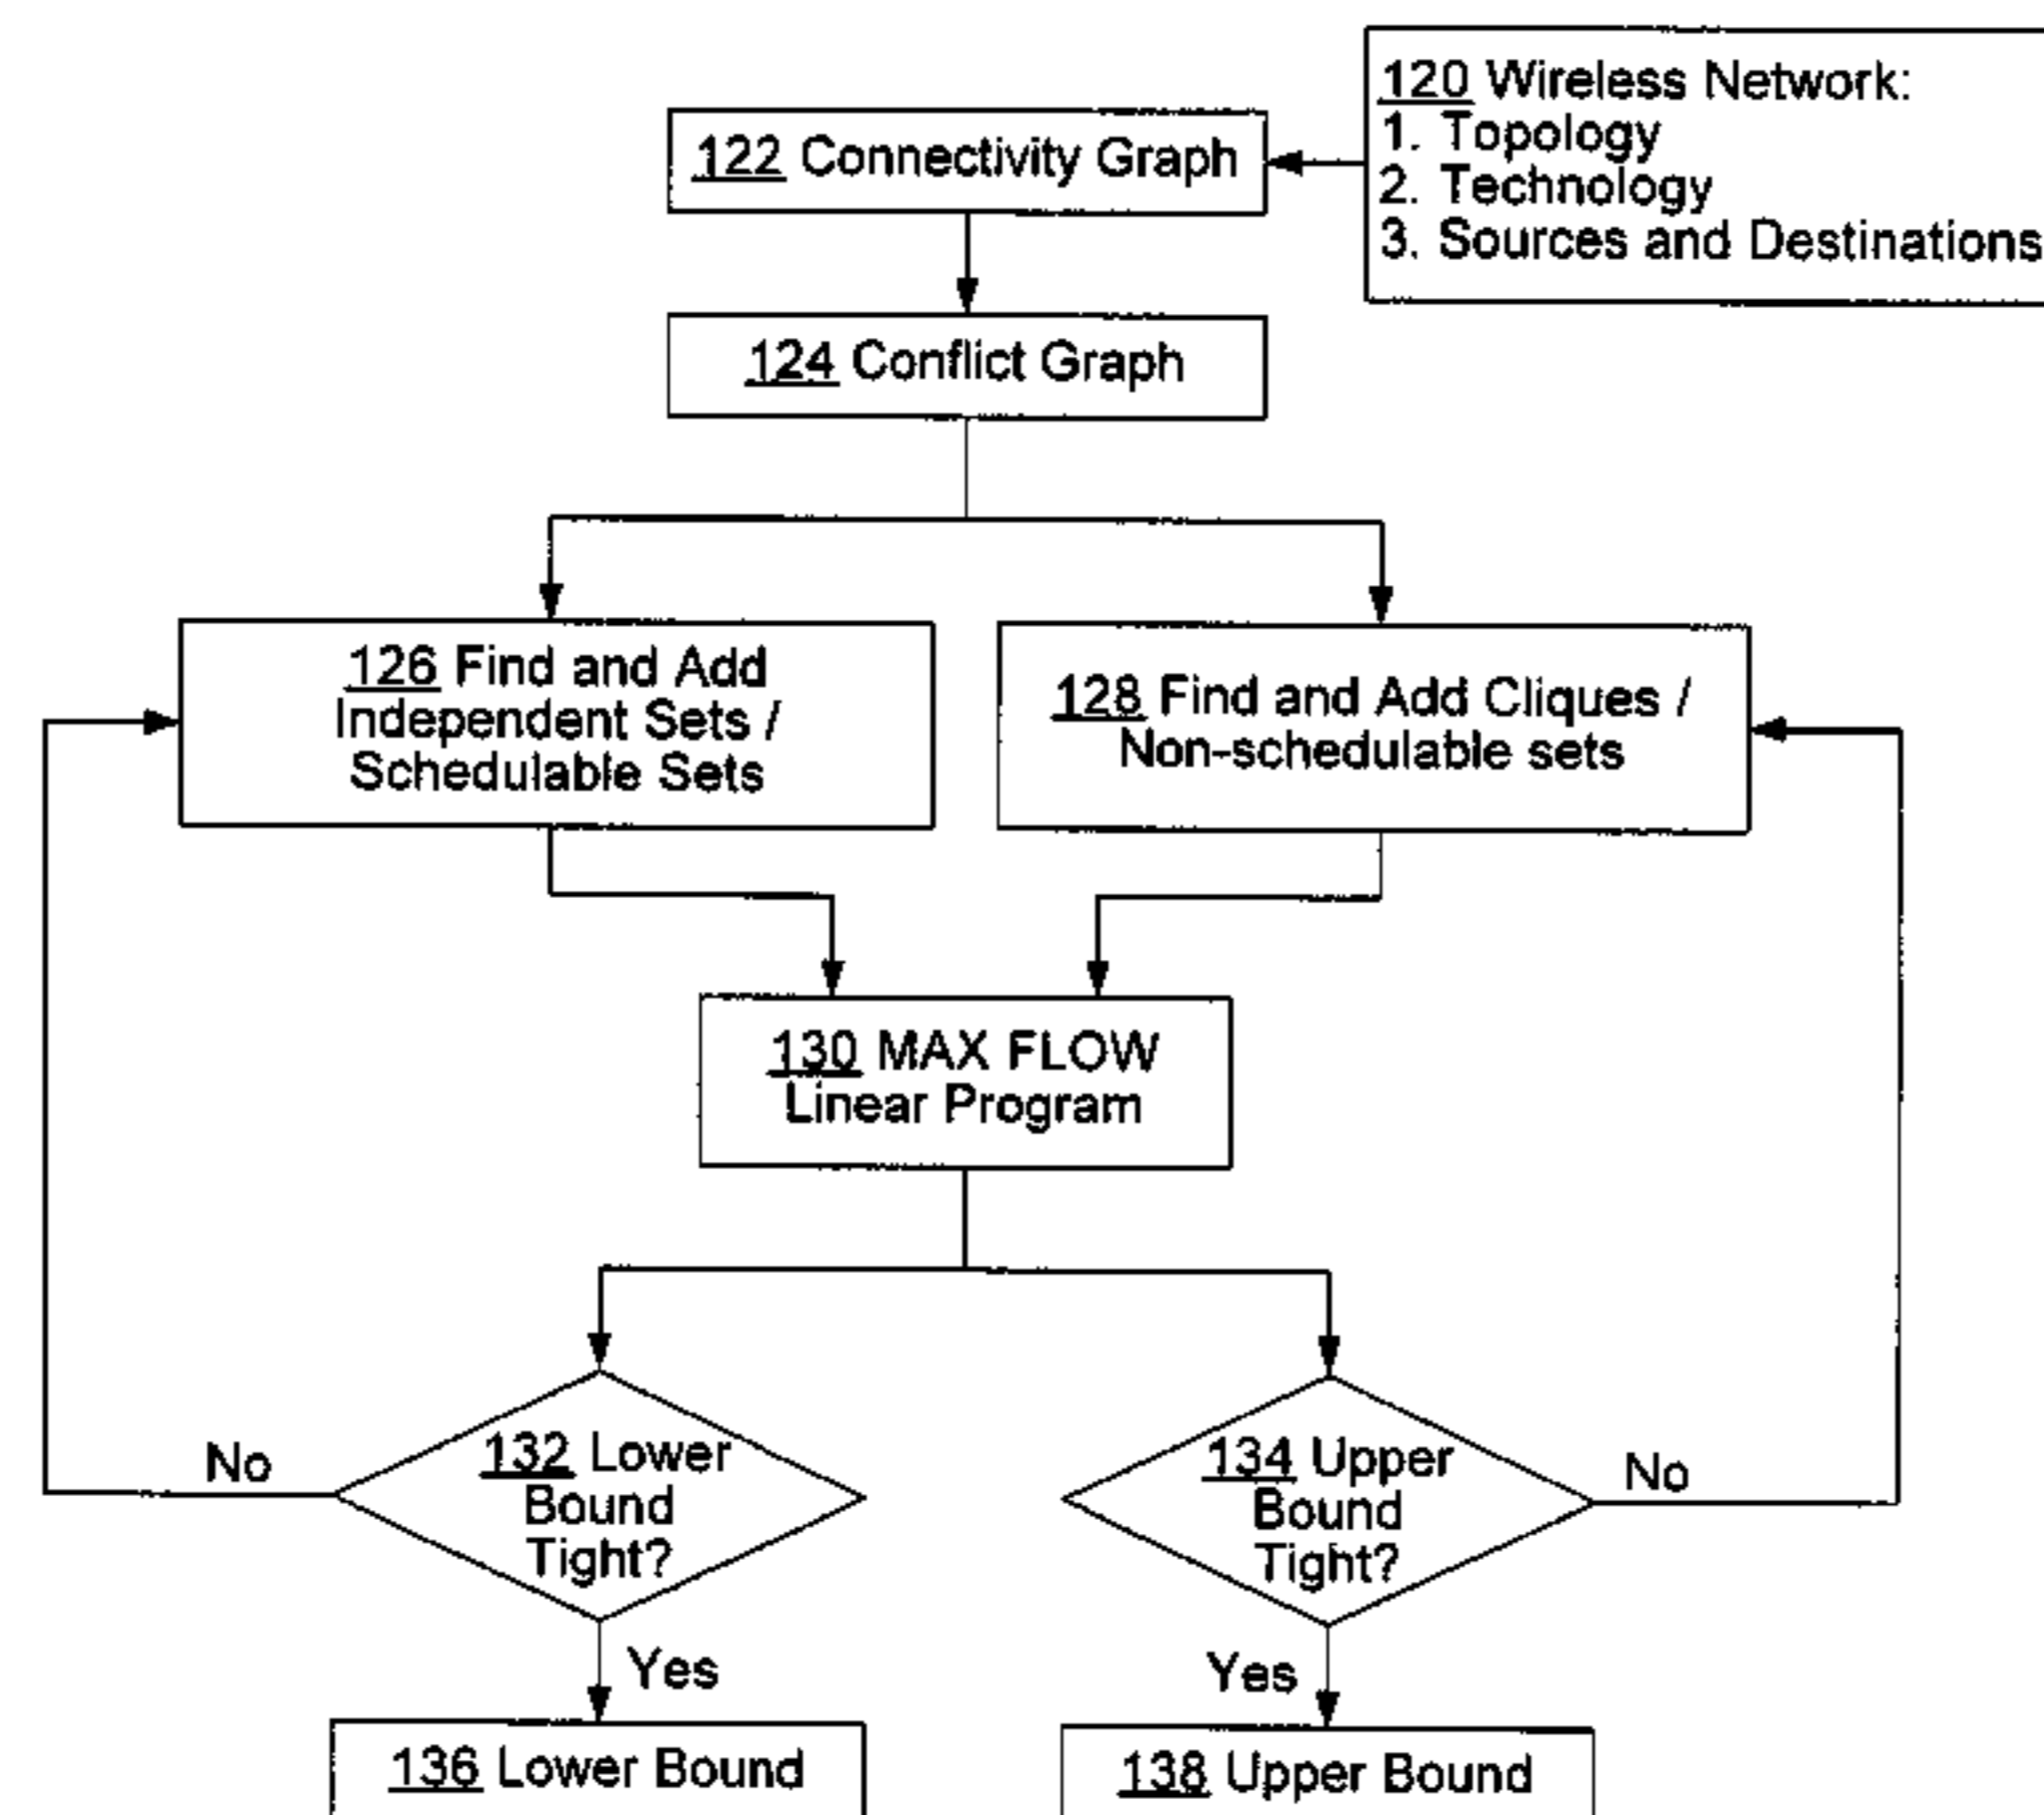 120 Wireless Network:
1. Topology
2. Technology
3. Sources and Destinations
122 Connectivity Graph
124 Conflict Graph
126 Find and Add
Independent Sets /
Schedulable Sets
128 Find and Add Cliques /
Non-schedulable sets
130 MAX FLOW
Linear Program
132 Lower
Bound
Tight?
134 Upper
Bound
Tight?
No
No
Yes
Yes
136 Lower Bound
138 Upper Bound